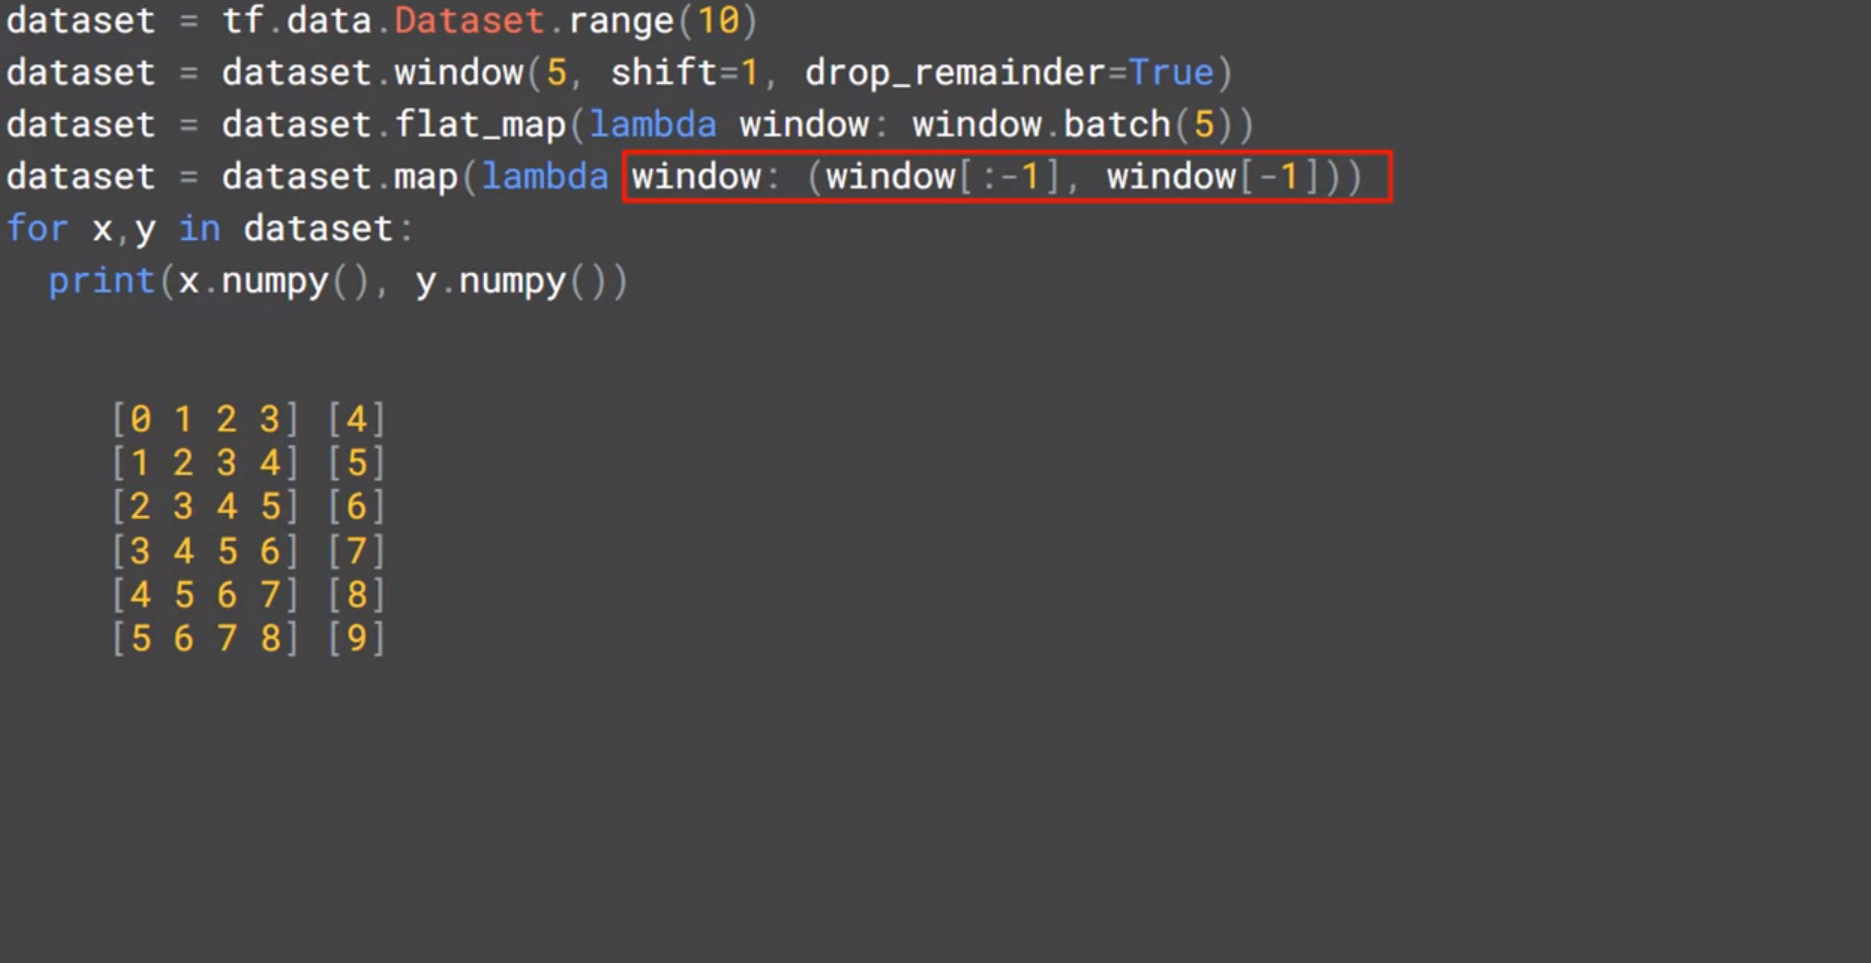 dataset = tf.data.Dataset.range(10)
dataset = dataset.window(5, shift=1, drop_remainder=True)
dataset = dataset.flat_map(lambda window: window.batch(5))
dataset = dataset.map(lambda window: (window[:-1], window[-1]))
for x,y in dataset:
  print(x.numpy(), y.numpy())
[0 1 2 3] [4]
[1 2 3 4] [5]
[2 3 4 5] [6]
[3 4 5 6] [7]
[4 5 6 7] [8]
[5 6 7 8] [9]